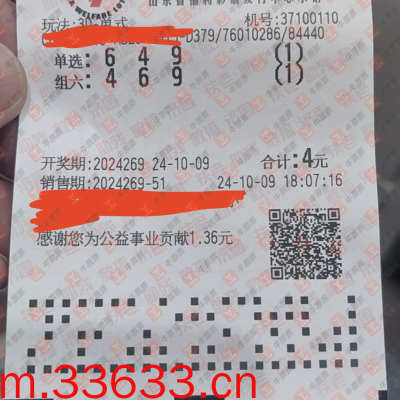 WELFARE LOT
玩法:3D-单式
机号:37100110
D379/76010286/84440
单选: 6 4 9 (1)
组六: 4 6 9 (1)
开奖期:2024269 24-10-09 合计:4元
销售期:2024269-51 24-10-09 18:07:16
感谢您为公益事业贡献1.36元
m.33633.cn